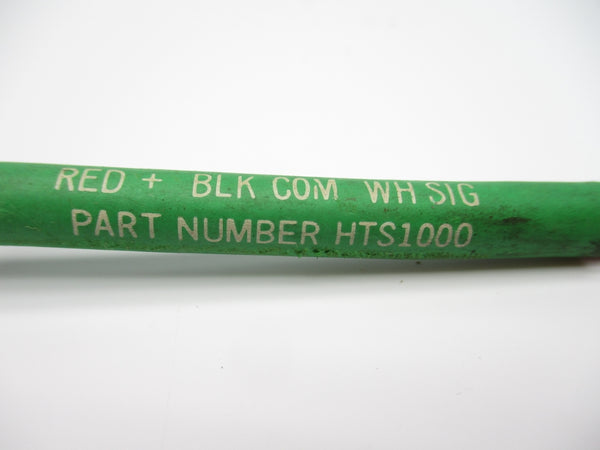 RED + BLK COM WH SIG
PART NUMBER HTS1000